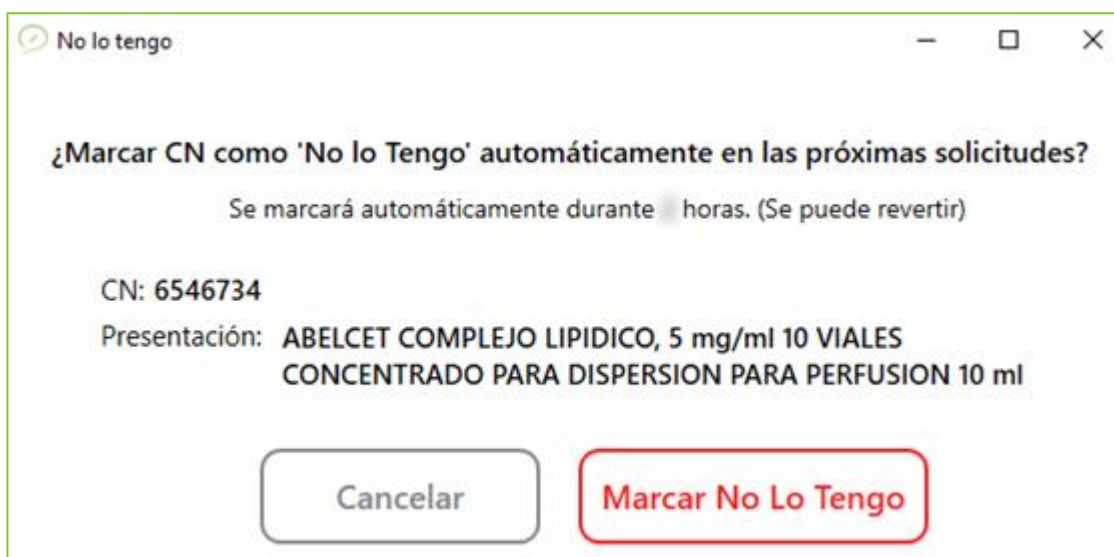 No lo tengo
¿Marcar CN como 'No lo Tengo' automáticamente en las próximas solicitudes?
Se marcará automáticamente durante horas. (Se puede revertir)
CN: 6546734
Presentación: ABELCET COMPLEJO LIPIDICO, 5 mg/ml 10 VIALES
CONCENTRADO PARA DISPERSION PARA PERFUSION 10 ml
Cancelar
Marcar No Lo Tengo